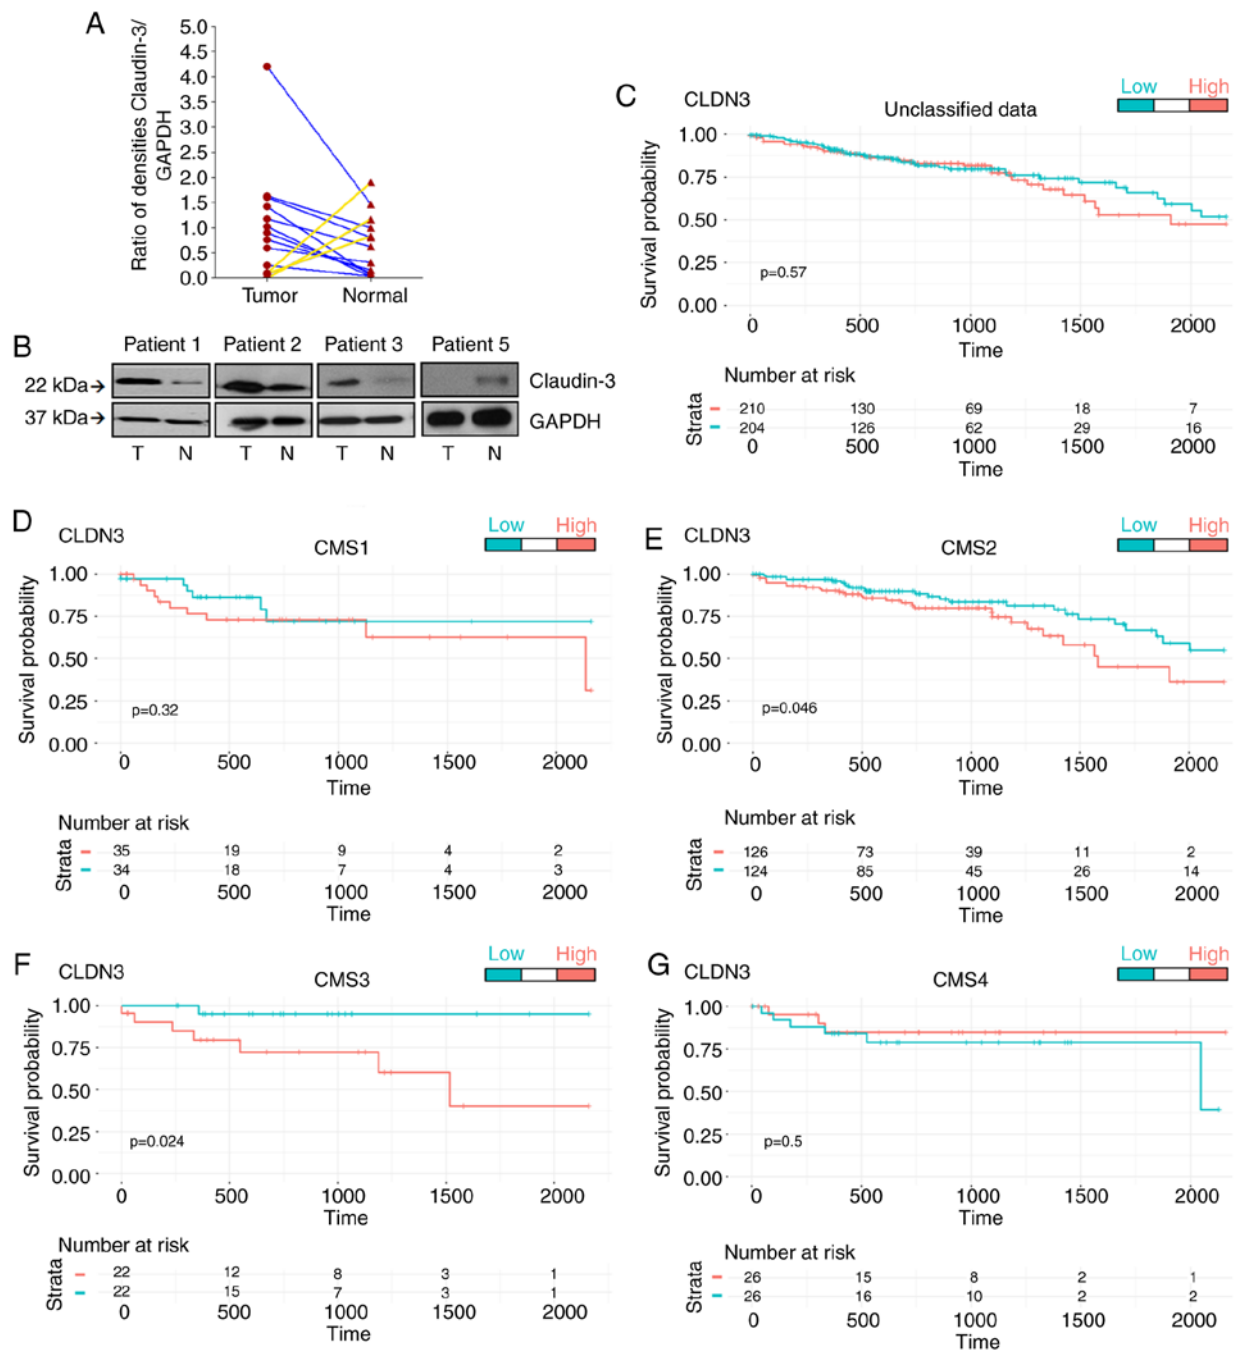 A
Ratio of densities Claudin-3/
GAPDH
5.0
4.5
4.0
3.5
3.0
2.5
2.0
1.5
1.0
0.5
0.0
Tumor Normal
B
Patient 1 Patient 2 Patient 3 Patient 5
22 kDa→ Claudin-3
37 kDa→ GAPDH
T N T N T N T N
C CLDN3 Unclassified data Low High
Survival probability
1.00
0.75
0.50
0.25
0.00
p=0.57
0 500 1000 1500 2000
Time
Number at risk
Strata
210 130 69 18 7
204 126 62 29 16
0 500 1000 1500 2000
Time
D CLDN3 CMS1 Low High
Survival probability
1.00
0.75
0.50
0.25
0.00
p=0.32
0 500 1000 1500 2000
Time
Number at risk
Strata
35 19 9 4 2
34 18 7 4 3
0 500 1000 1500 2000
Time
E CLDN3 CMS2 Low High
Survival probability
1.00
0.75
0.50
0.25
0.00
p=0.046
0 500 1000 1500 2000
Time
Number at risk
Strata
126 73 39 11 2
124 85 45 26 14
0 500 1000 1500 2000
Time
F CLDN3 CMS3 Low High
Survival probability
1.00
0.75
0.50
0.25
0.00
p=0.024
0 500 1000 1500 2000
Time
Number at risk
Strata
22 12 8 3 1
22 15 7 3 1
0 500 1000 1500 2000
Time
G CLDN3 CMS4 Low High
Survival probability
1.00
0.75
0.50
0.25
0.00
p=0.5
0 500 1000 1500 2000
Time
Number at risk
Strata
26 15 8 2 1
26 16 10 2 2
0 500 1000 1500 2000
Time